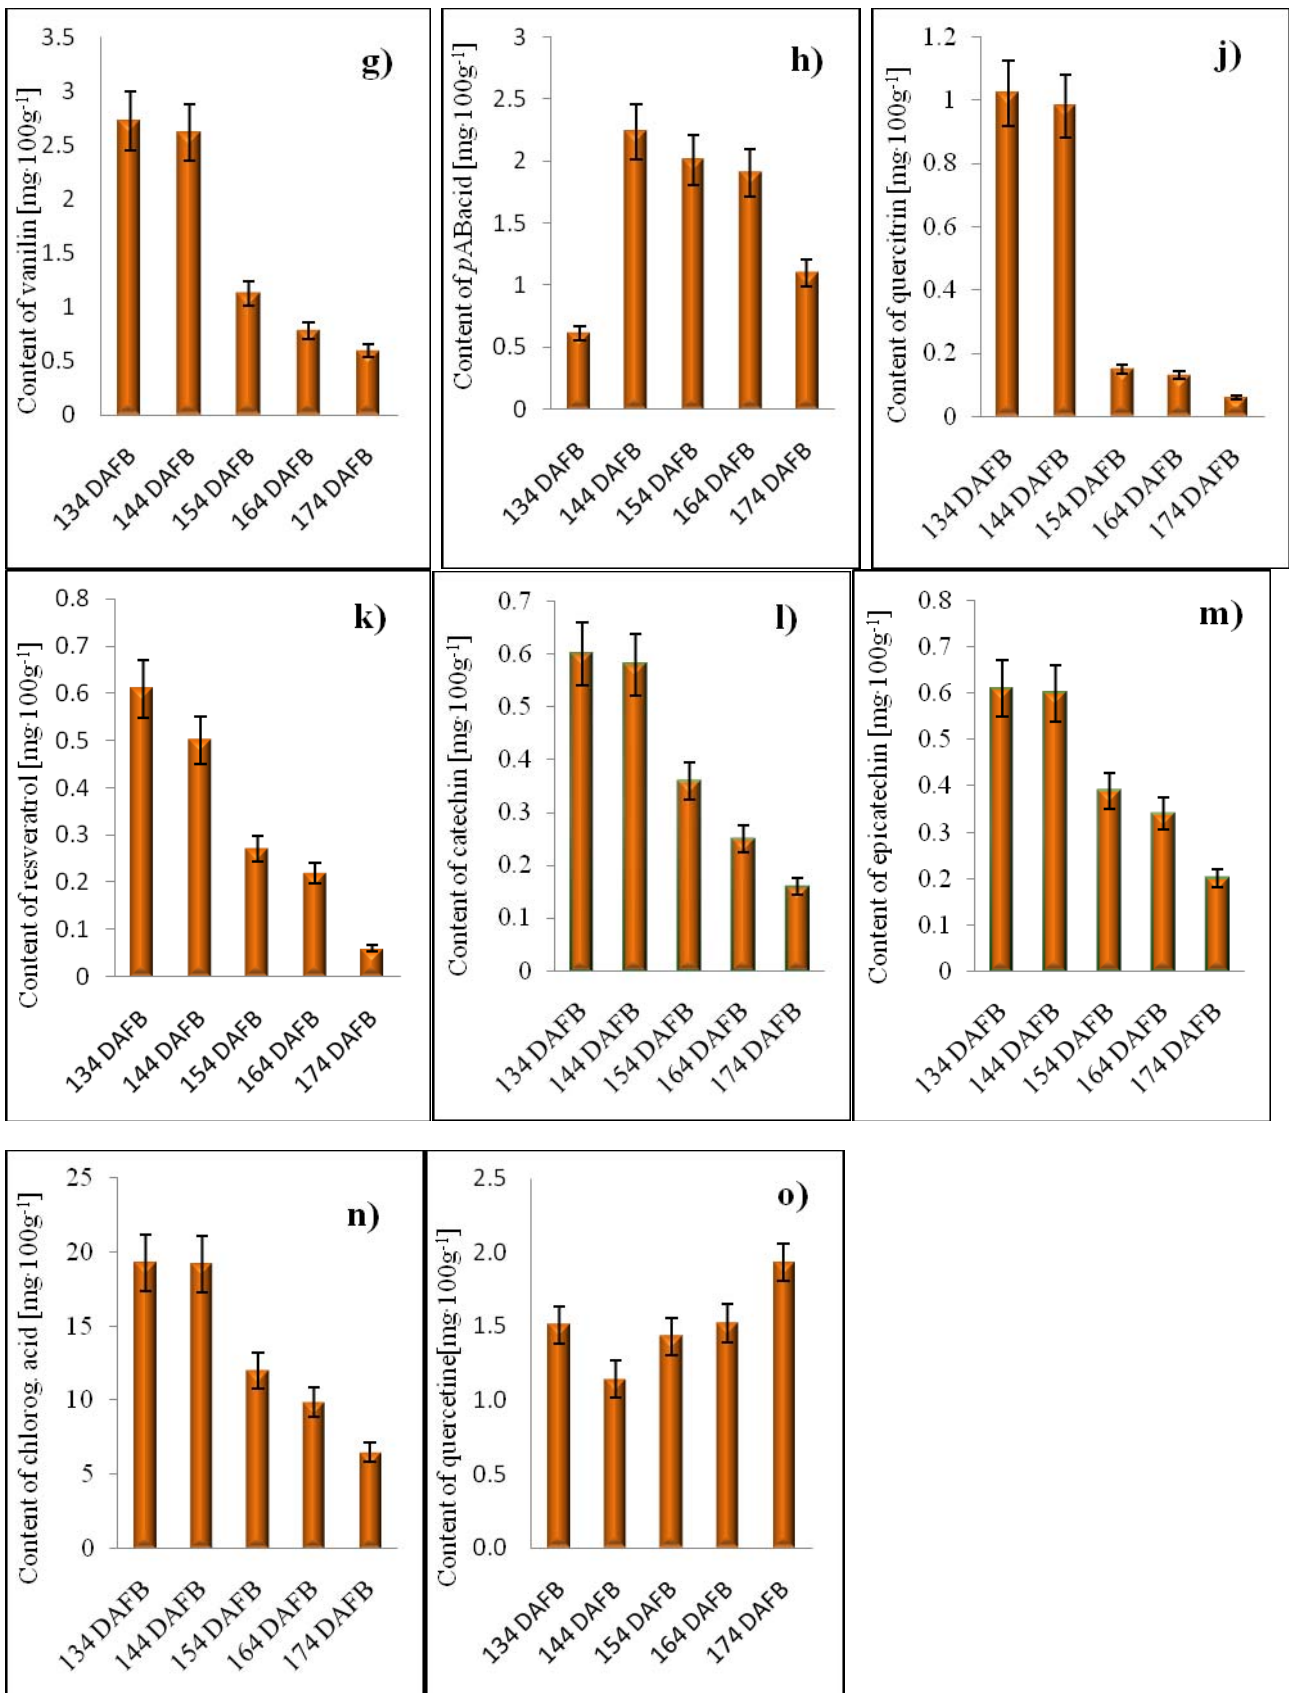 g)
Content of vanilin [mg·100g-1]
3.5
3
2.5
2
1.5
1
0.5
0
134 DAFB
144 DAFB
154 DAFB
164 DAFB
174 DAFB
h)
Content of pABacid [mg·100g-1]
3
2.5
2
1.5
1
0.5
0
134 DAFB
144 DAFB
154 DAFB
164 DAFB
174 DAFB
j)
Content of quercitrin [mg·100g-1]
1.2
1
0.8
0.6
0.4
0.2
0
134 DAFB
144 DAFB
154 DAFB
164 DAFB
174 DAFB
k)
Content of resveratrol [mg·100g-1]
0.8
0.7
0.6
0.5
0.4
0.3
0.2
0.1
0
134 DAFB
144 DAFB
154 DAFB
164 DAFB
174 DAFB
l)
Content of catechin [mg·100g-1]
0.7
0.6
0.5
0.4
0.3
0.2
0.1
0
134 DAFB
144 DAFB
154 DAFB
164 DAFB
174 DAFB
m)
Content of epicatechin [mg·100g-1]
0.8
0.7
0.6
0.5
0.4
0.3
0.2
0.1
0
134 DAFB
144 DAFB
154 DAFB
164 DAFB
174 DAFB
n)
Content of chlorog. acid [mg·100g-1]
25
20
15
10
5
0
134 DAFB
144 DAFB
154 DAFB
164 DAFB
174 DAFB
o)
Content of quercetine[mg·100g-1]
2.5
2.0
1.5
1.0
0.5
0.0
134 DAFB
144 DAFB
154 DAFB
164 DAFB
174 DAFB